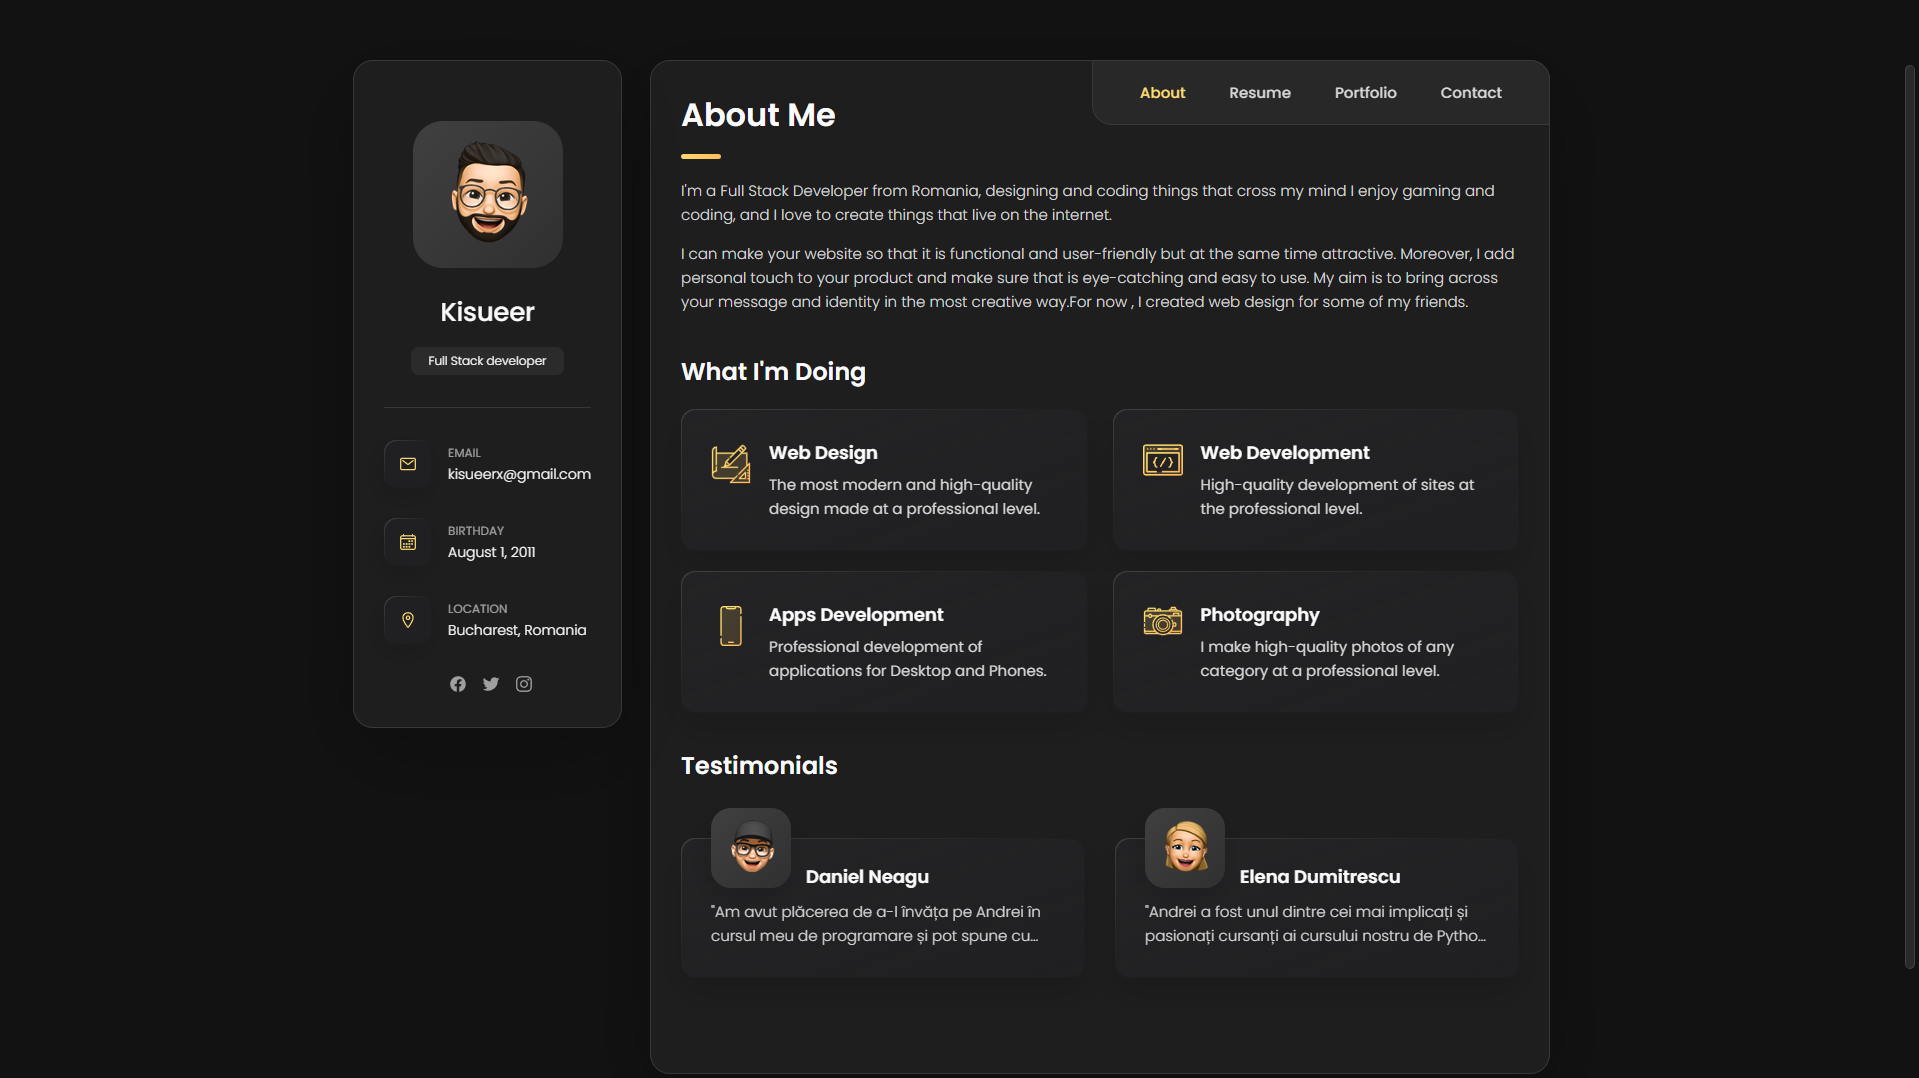 Kisueer
Full Stack developer
EMAIL
kisueerx@gmail.com
BIRTHDAY
August 1, 2011
LOCATION
Bucharest, Romania
About
Resume
Portfolio
Contact
About Me
I'm a Full Stack Developer from Romania, designing and coding things that cross my mind I enjoy gaming and
coding, and I love to create things that live on the internet.
I can make your website so that it is functional and user-friendly but at the same time attractive. Moreover, I add
personal touch to your product and make sure that is eye-catching and easy to use. My aim is to bring across
your message and identity in the most creative way.For now , I created web design for some of my friends.
What I'm Doing
Web Design
The most modern and high-quality
design made at a professional level.
Web Development
High-quality development of sites at
the professional level.
Apps Development
Professional development of
applications for Desktop and Phones.
Photography
I make high-quality photos of any
category at a professional level.
Testimonials
Daniel Neagu
"Am avut plăcerea de a-l învăța pe Andrei în
cursul meu de programare și pot spune cu…
Elena Dumitrescu
"Andrei a fost unul dintre cei mai implicați și
pasionați cursanți ai cursului nostru de Pytho…